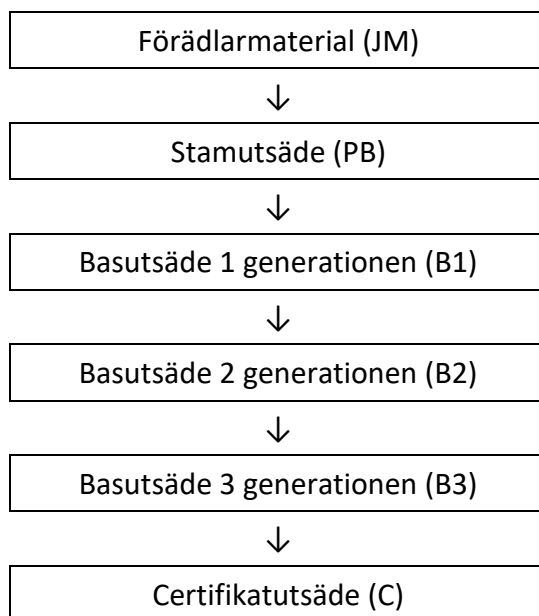 Förädlarmaterial (JM)
↓
Stamutsäde (PB)
↓
Basutsäde 1 generationen (B1)
↓
Basutsäde 2 generationen (B2)
↓
Basutsäde 3 generationen (B3)
↓
Certifikatutsäde (C)